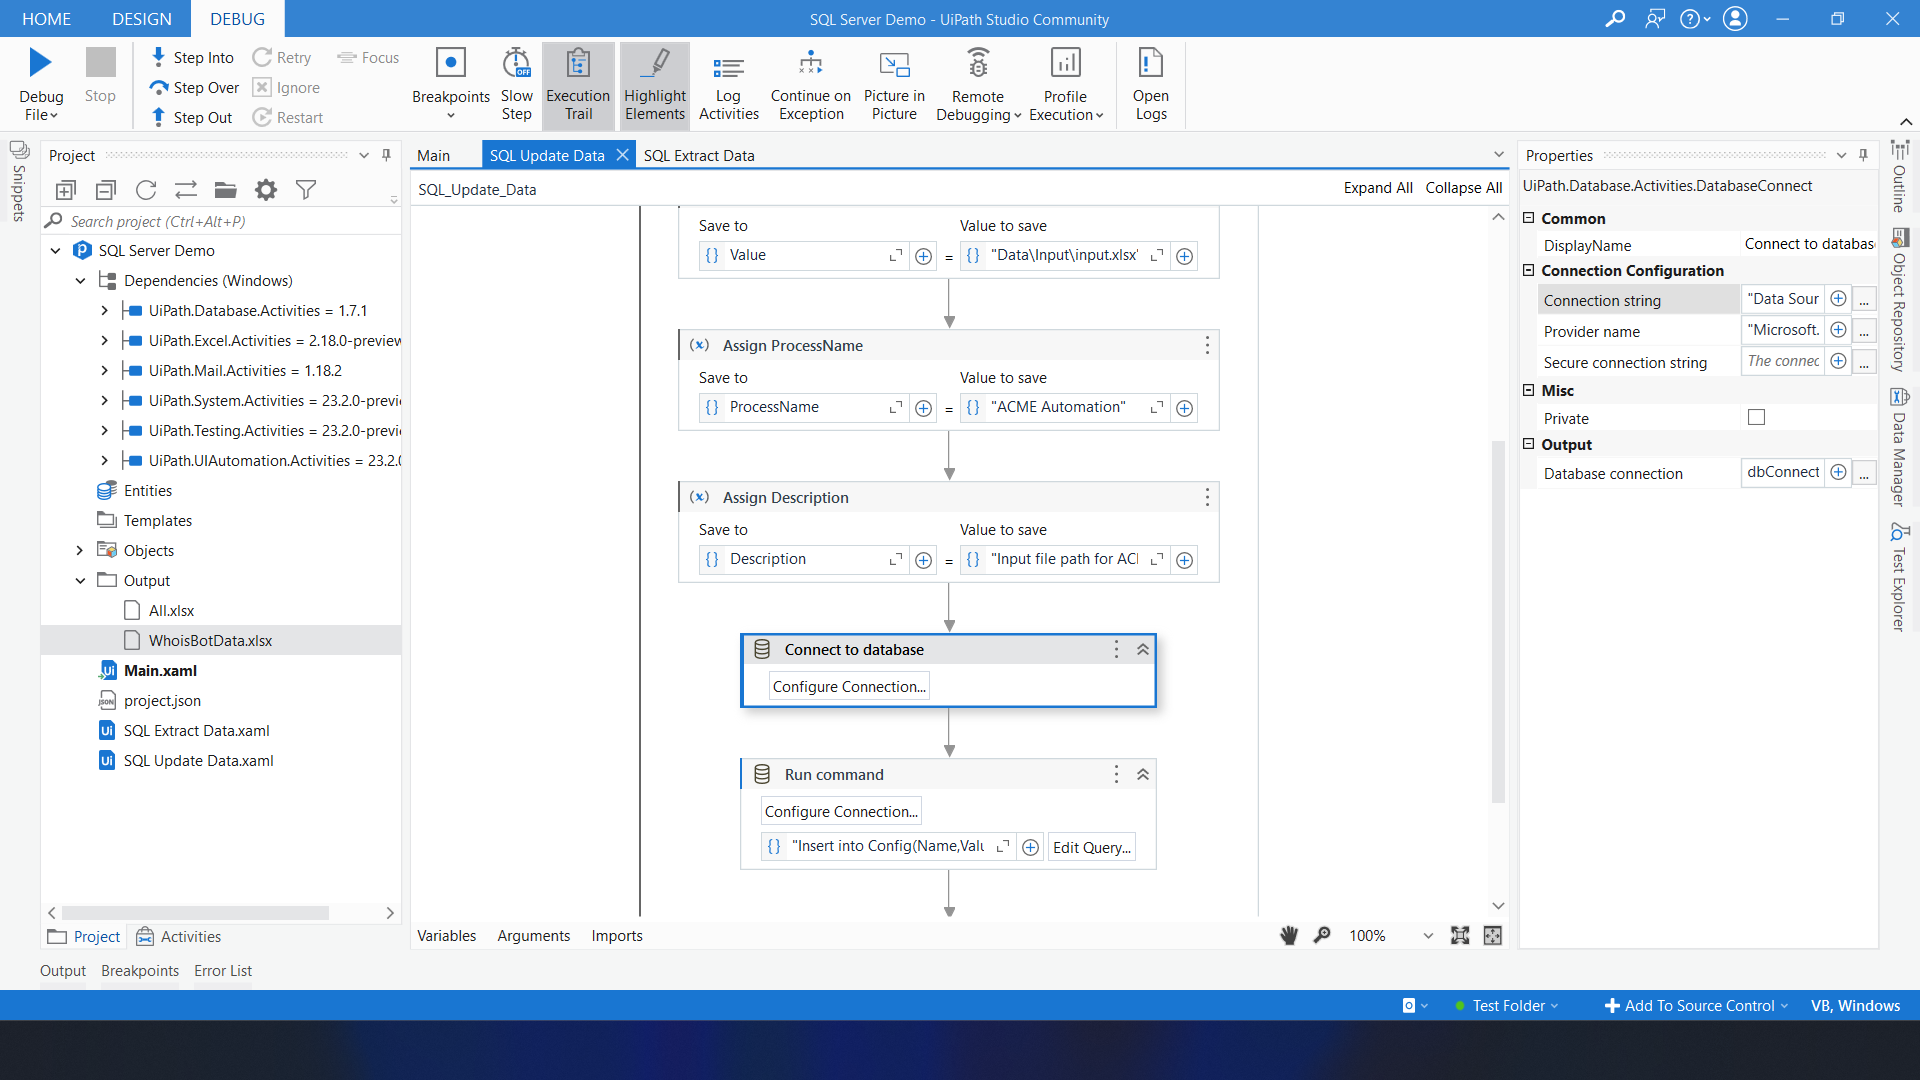 HOME DESIGN DEBUG
SQL Server Demo - UiPath Studio Community
Debug File
Stop
Step Into
Step Over
Step Out
Retry
Ignore
Restart
Focus
Breakpoints
Slow Step
OFF
Execution Trail
Highlight Elements
Log Activities
Continue on Exception
Picture in Picture
Remote Debugging
Profile Execution
Open Logs
Snippets
Project
Search project (Ctrl+Alt+P)
SQL Server Demo
Dependencies (Windows)
UiPath.Database.Activities = 1.7.1
UiPath.Excel.Activities = 2.18.0-preview
UiPath.Mail.Activities = 1.18.2
UiPath.System.Activities = 23.2.0-previ
UiPath.Testing.Activities = 23.2.0-previ
UiPath.UIAutomation.Activities = 23.2.0
Entities
Templates
Objects
Output
All.xlsx
WhoisBotData.xlsx
Main.xaml
project.json
SQL Extract Data.xaml
SQL Update Data.xaml
Project Activities
Main SQL Update Data SQL Extract Data
SQL_Update_Data
Expand All Collapse All
Save to Value to save
Value = "Data\Input\input.xlsx"
Assign ProcessName
Save to Value to save
ProcessName = "ACME Automation"
Assign Description
Save to Value to save
Description = "Input file path for ACI
Connect to database
Configure Connection...
Run command
Configure Connection...
"Insert into Config(Name,Valu
Edit Query...
Variables Arguments Imports
100%
Properties
UiPath.Database.Activities.DatabaseConnect
Common
DisplayName Connect to databas
Connection Configuration
Connection string "Data Sour ...
Provider name "Microsoft. ...
Secure connection string The connec ...
Misc
Private
Output
Database connection dbConnect ...
Outline
Object Repository
Data Manager
Test Explorer
Output Breakpoints Error List
Test Folder
Add To Source Control
VB, Windows